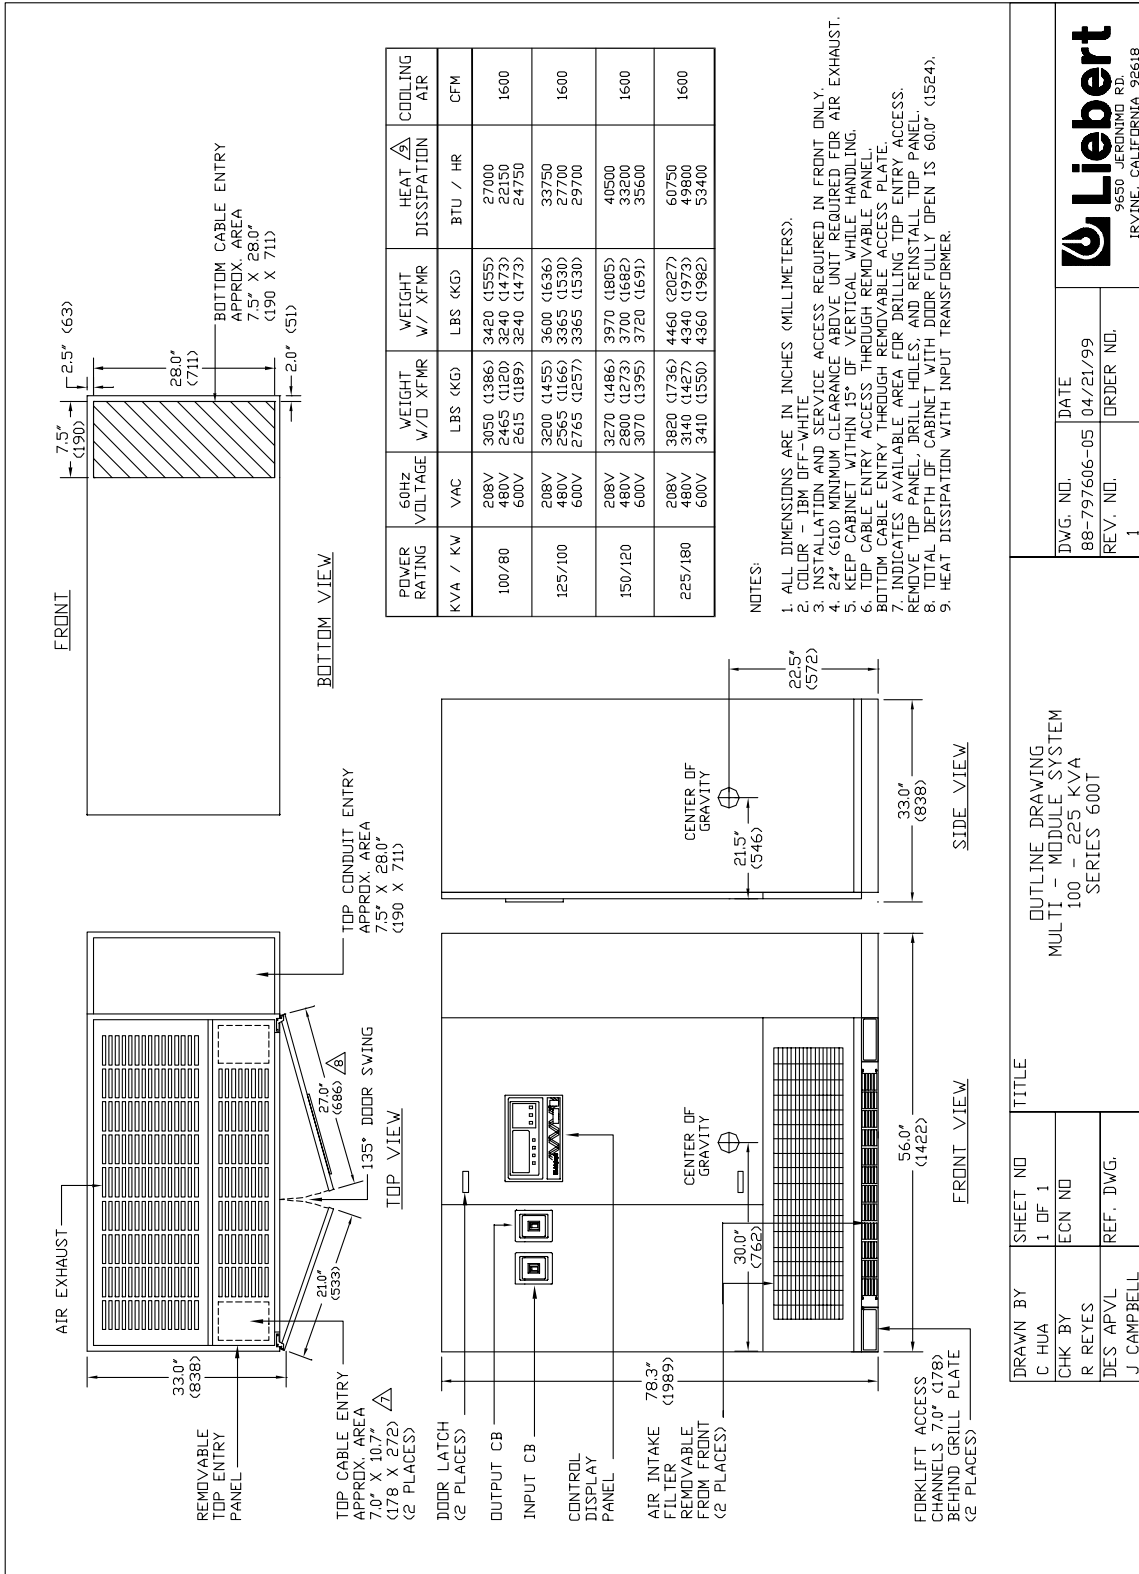 AIR EXHAUST
33.0"
(838)
REMOVABLE
TOP ENTRY
PANEL
TOP CABLE ENTRY
APPROX. AREA
7.0" X 10.7"
(178 X 272)
(2 PLACES)
7
21.0"
(533)
27.0"
(686)
8
135° DOOR SWING
TOP VIEW
TOP CONDUIT ENTRY
APPROX. AREA
7.5" X 28.0"
(190 X 711)
FRONT
BOTTOM VIEW
7.5"
(190)
2.5" (63)
28.0"
(711)
2.0" (51)
BOTTOM CABLE ENTRY
APPROX. AREA
7.5" X 28.0"
(190 X 711)
DOOR LATCH
(2 PLACES)
OUTPUT CB
INPUT CB
CONTROL
DISPLAY
PANEL
AIR INTAKE
FILTER
REMOVABLE
FROM FRONT
(2 PLACES)
FORKLIFT ACCESS
CHANNELS 7.0" (178)
BEHIND GRILL PLATE
(2 PLACES)
78.3"
(1989)
30.0"
(762)
CENTER OF
GRAVITY
56.0"
(1422)
FRONT VIEW
CENTER OF
GRAVITY
21.5"
(546)
22.5"
(572)
33.0"
(838)
SIDE VIEW
POWER RATING 60Hz VOLTAGE WEIGHT W/O XFMR WEIGHT W/ XFMR HEAT 9 DISSIPATION COOLING AIR
KVA / KW VAC LBS (KG) LBS (KG) BTU / HR CFM
208V 3050 (1386) 3420 (1555) 27000
100/80 480V 2465 (1120) 3240 (1473) 22150 1600
600V 2615 (1189) 3240 (1473) 24750
208V 3200 (1455) 3600 (1636) 33750
125/100 480V 2565 (1166) 3365 (1530) 27700 1600
600V 2765 (1257) 3365 (1530) 29700
208V 3270 (1486) 3970 (1805) 40500
150/120 480V 2800 (1273) 3700 (1682) 33200 1600
600V 3070 (1395) 3720 (1691) 35600
208V 3820 (1736) 4460 (2027) 60750
225/180 480V 3140 (1427) 4340 (1973) 49800 1600
600V 3410 (1550) 4360 (1982) 53400
NOTES:
1. ALL DIMENSIONS ARE IN INCHES (MILLIMETERS).
2. COLOR - IBM OFF-WHITE
3. INSTALLATION AND SERVICE ACCESS REQUIRED IN FRONT ONLY.
4. 24" (610) MINIMUM CLEARANCE ABOVE UNIT REQUIRED FOR AIR EXHAUST.
5. KEEP CABINET WITHIN 15° OF VERTICAL WHILE HANDLING.
6. TOP CABLE ENTRY ACCESS THROUGH REMOVABLE PANEL.
BOTTOM CABLE ENTRY THROUGH REMOVABLE ACCESS PLATE.
7. INDICATES AVAILABLE AREA FOR DRILLING TOP ENTRY ACCESS.
REMOVE TOP PANEL, DRILL HOLES, AND REINSTALL TOP PANEL.
8. TOTAL DEPTH OF CABINET WITH DOOR FULLY OPEN IS 60.0" (1524).
9. HEAT DISSIPATION WITH INPUT TRANSFORMER.
DRAWN BY
C HUA
CHK BY
R REYES
DES APVL
J CAMPBELL
SHEET NO
1 OF 1
ECN NO
REF. DWG.
TITLE
OUTLINE DRAWING
MULTI - MODULE SYSTEM
100 - 225 KVA
SERIES 600T
DWG. NO.
88-797606-05
REV. NO.
1
DATE
04/21/99
ORDER NO.
Liebert
9650 JERONIMO RD.
IRVINE, CALIFORNIA 92618